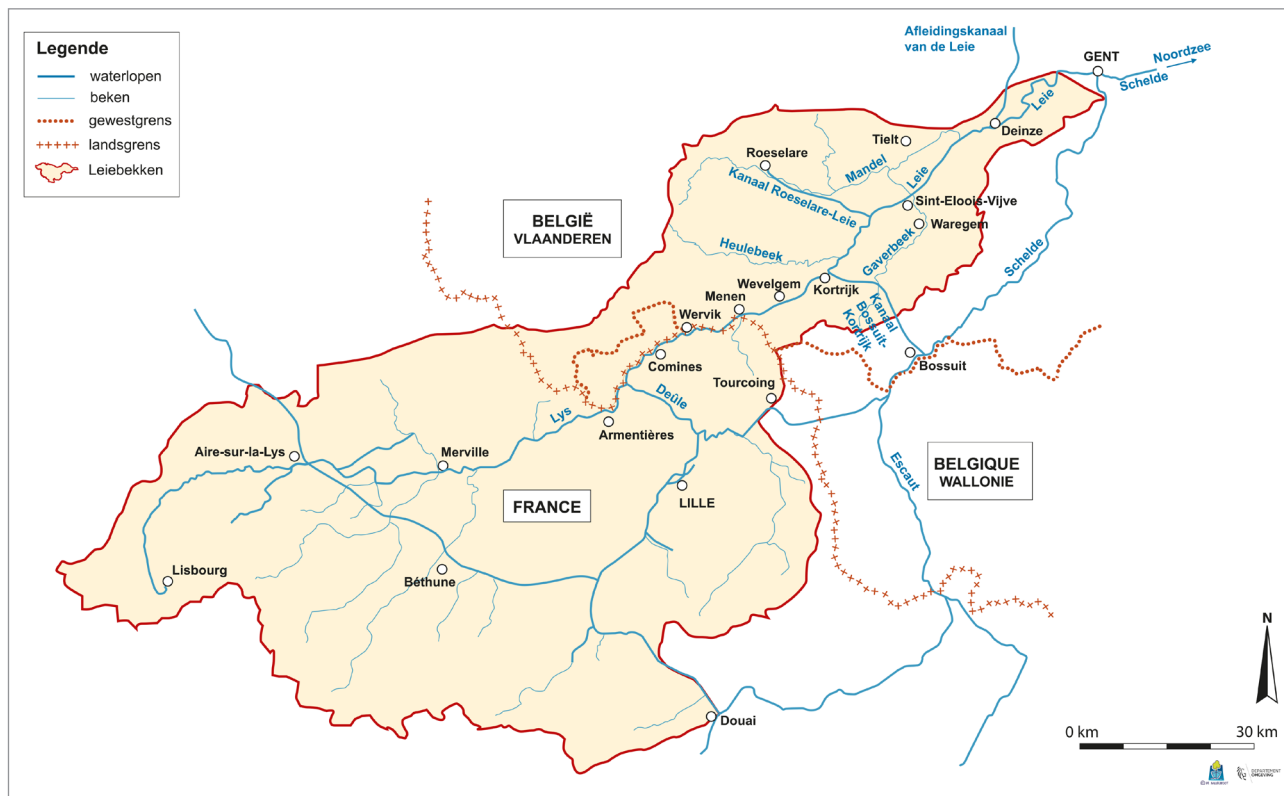 Legende
waterlopen
beken
gewestgrens
landsgrens
Leiebekken
Afleidingskanaal
van de Leie
GENT
Noordzee
Schelde
Leie
Deinze
Tielt
Roeselare
Mandel
Leie
Kanaal Roeselare-Leie
Sint-Eloois-Vijve
Waregem
BELGIË
VLAANDEREN
Heulebeek
Gaverbeek
Schelde
Kortrijk
Wevelgem
Menen
Kanaal
Bossuit-
Kortrijk
Wervik
Comines
Bossuit
Tourcoing
Deûle
Lys
Armentières
Aire-sur-la-Lys
Merville
Escaut
BELGIQUE
WALLONIE
LILLE
FRANCE
Lisbourg
Béthune
Douai
N
0 km
30 km
DEPARTEMENT
OMGEVING